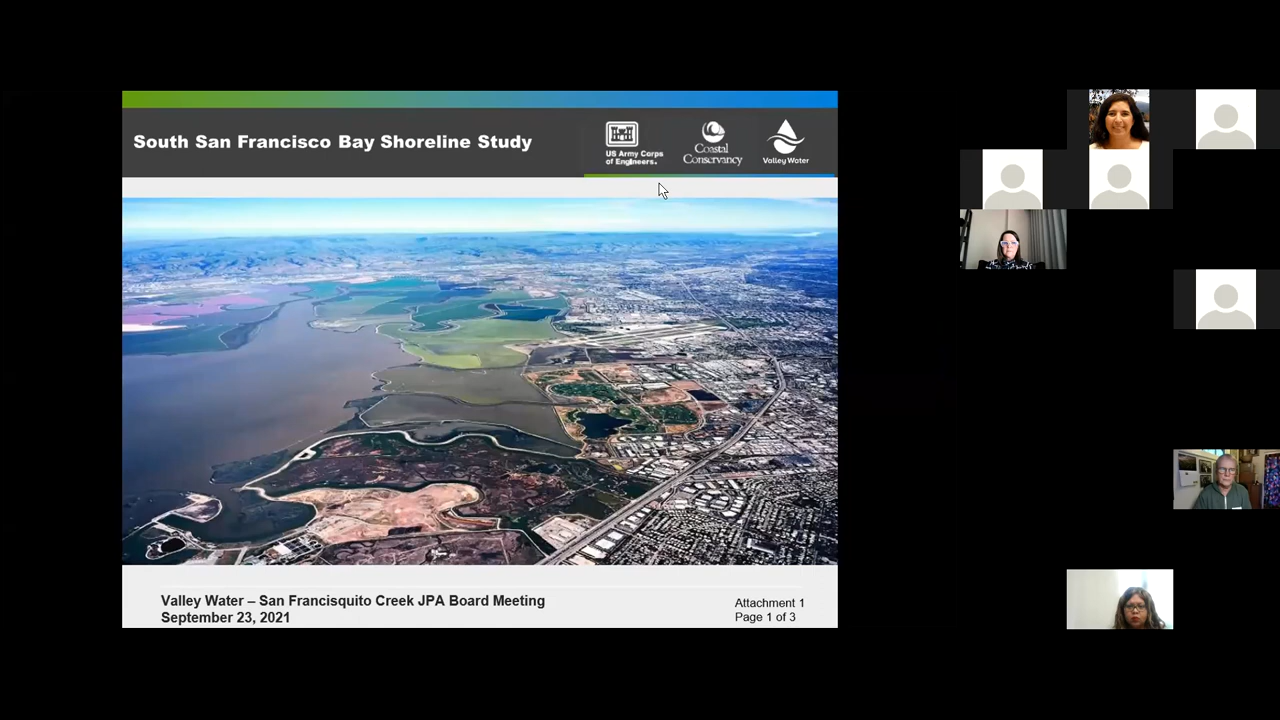 South San Francisco Bay Shoreline Study
US Army Corps
of Engineers®
Coastal
Conservancy
Valley Water
Valley Water – San Francisquito Creek JPA Board Meeting
September 23, 2021
Attachment 1
Page 1 of 3